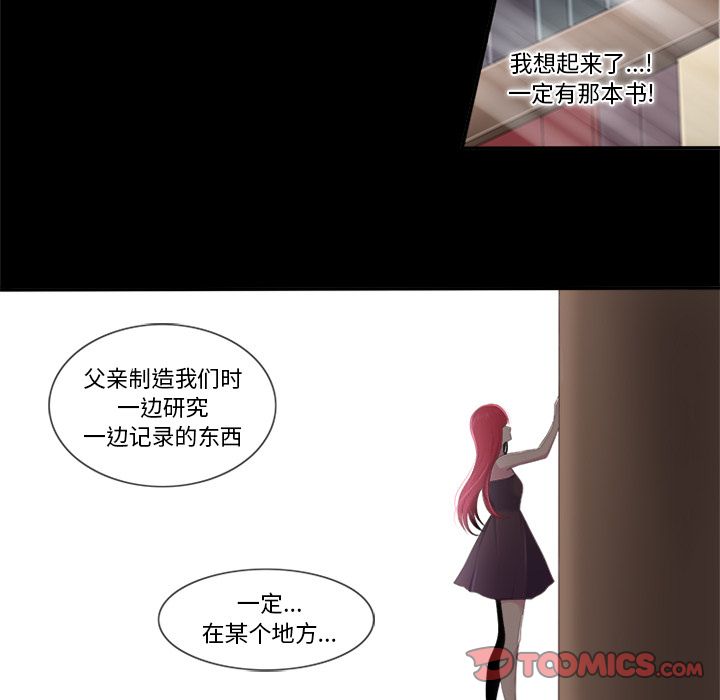 我想起来了...!
一定有那本书!
父亲制造我们时
一边研究
一边记录的东西
一定...
在某个地方...
TOOMICS.COM